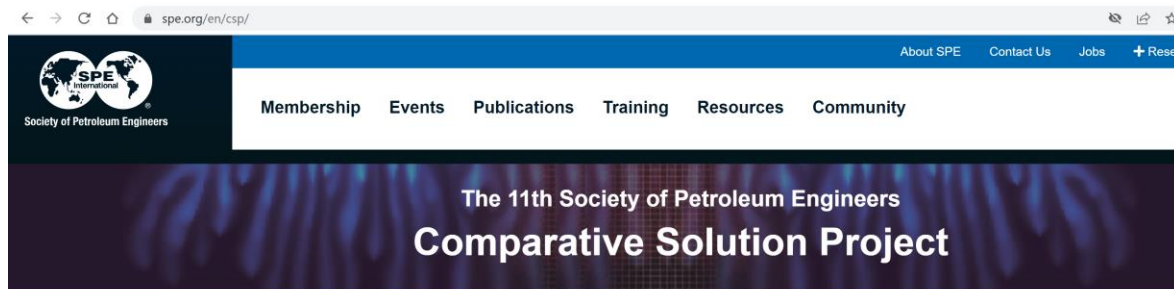 spe.org/en/csp/
About SPE Contact Us Jobs + Rese
SPE
International
®
Society of Petroleum Engineers
Membership Events Publications Training Resources Community
The 11th Society of Petroleum Engineers
Comparative Solution Project